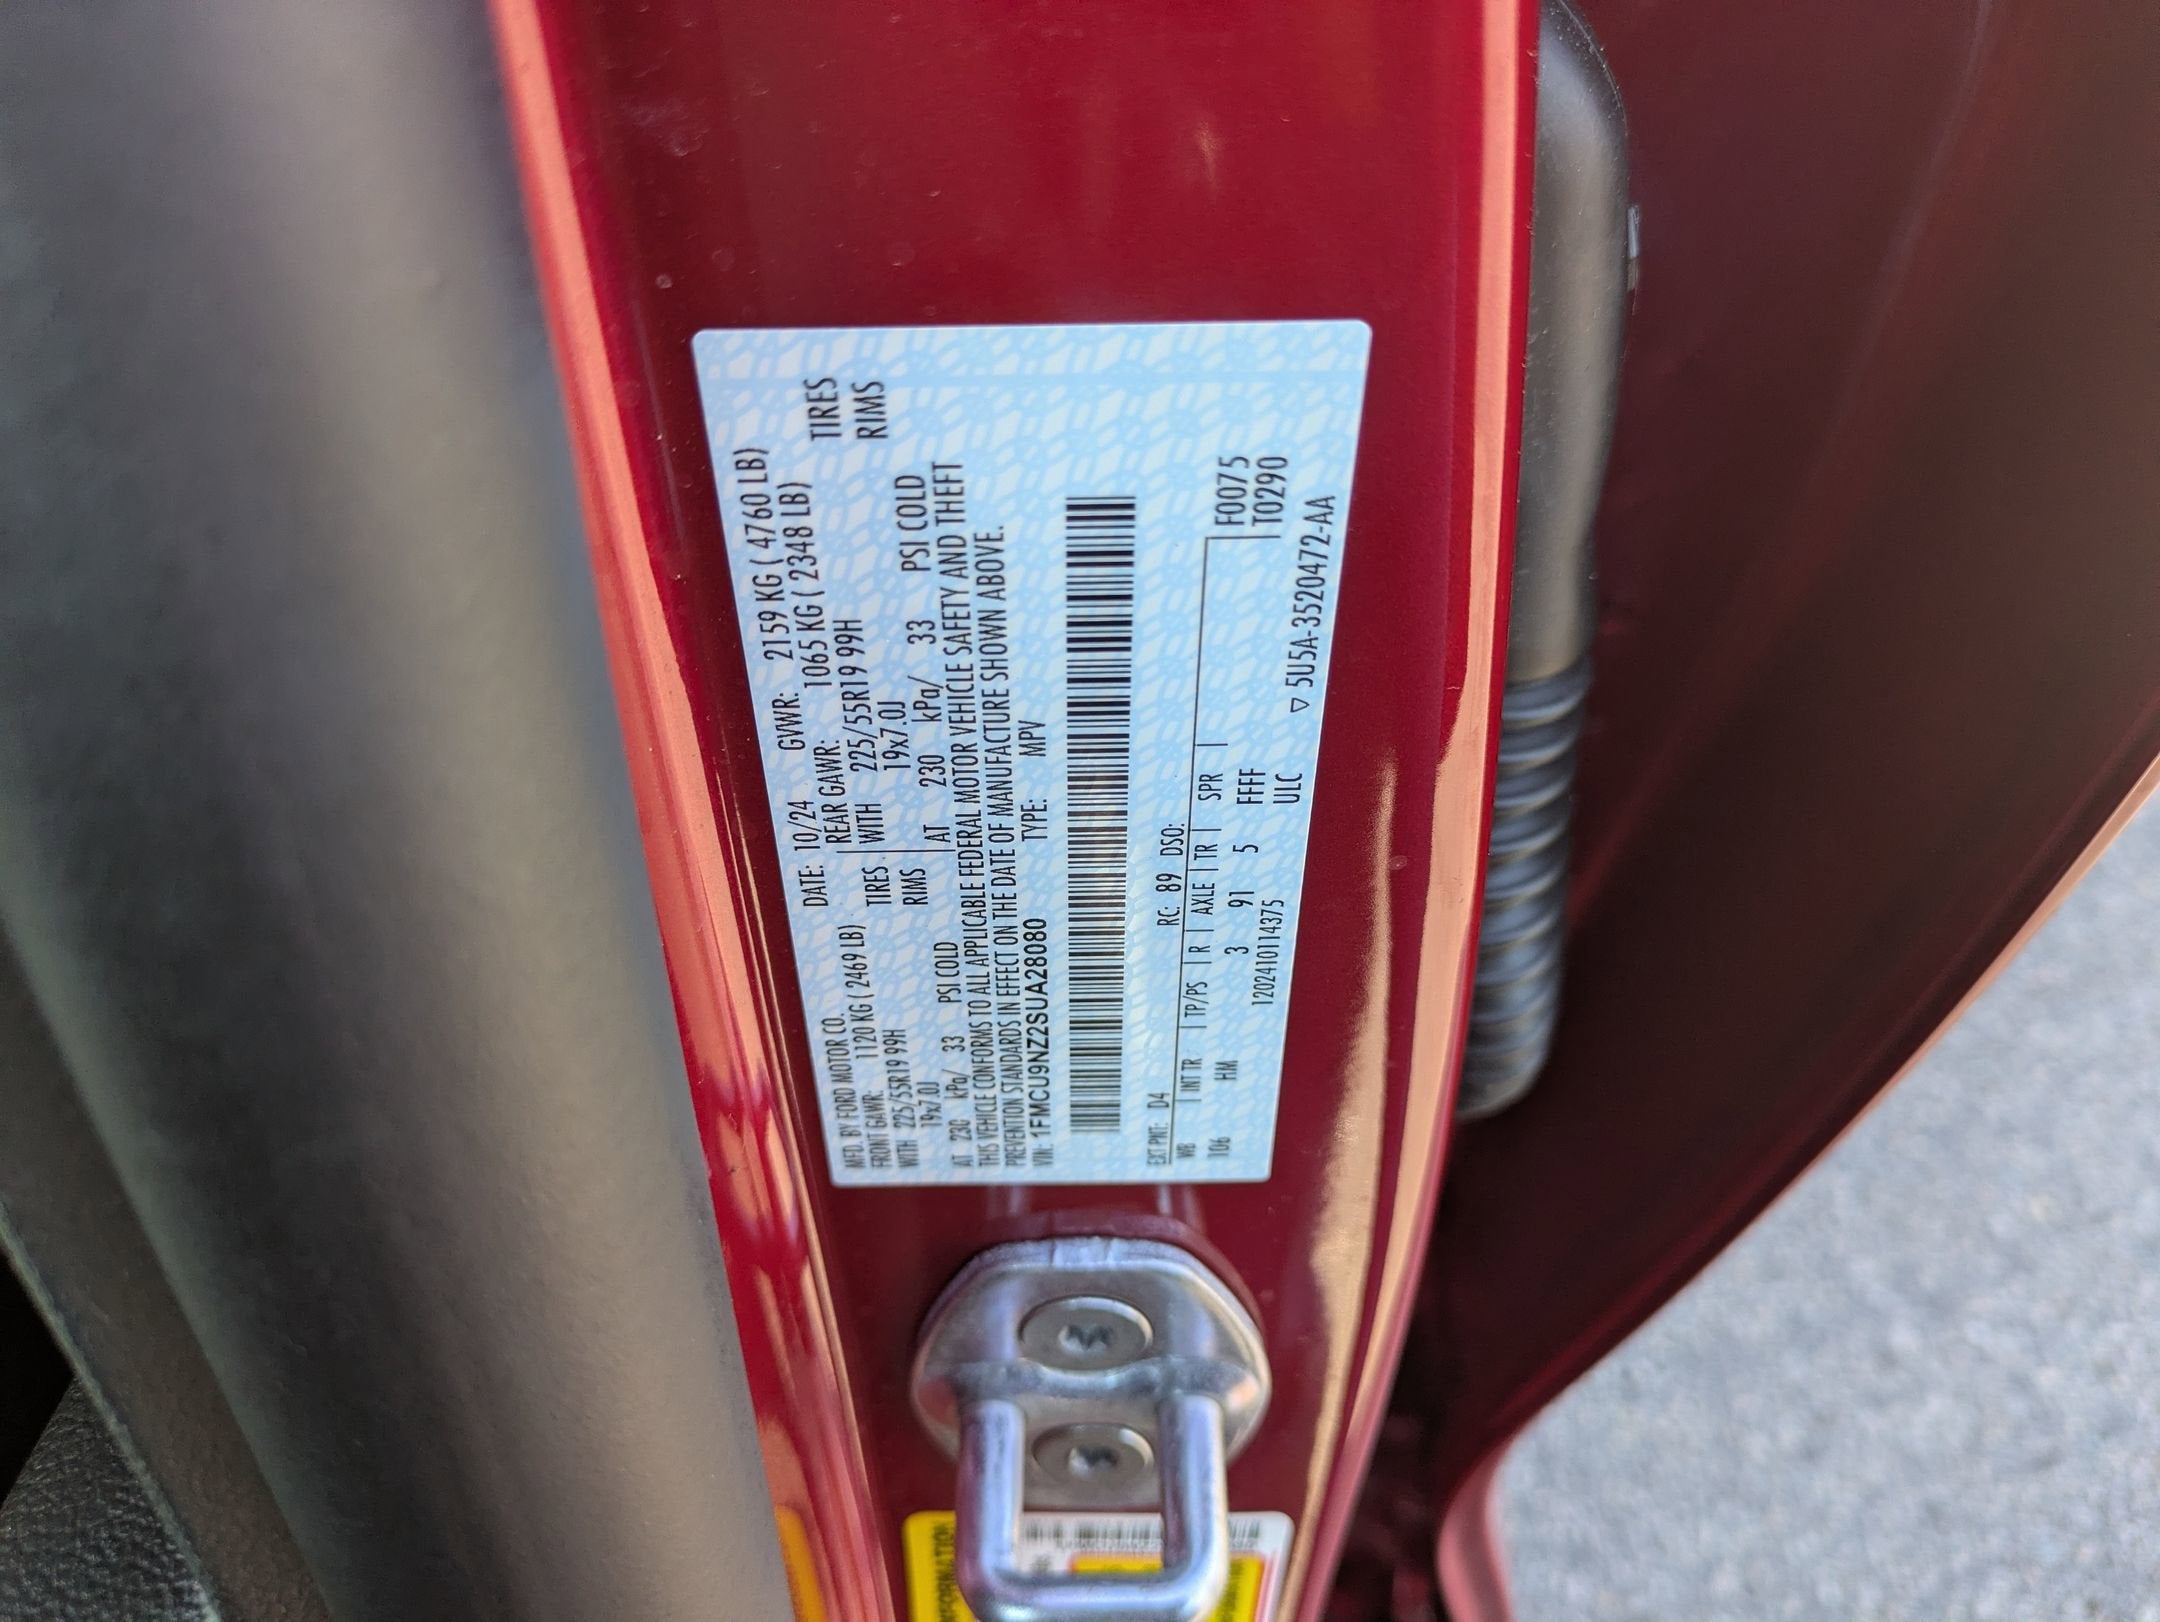 MFD. BY FORD MOTOR CO.
DATE: 10/24 GVWR: 2159 KG ( 4760 LB)
FRONT GAWR: 1120 KG ( 2469 LB) REAR GAWR: 1065 KG ( 2348 LB)
WITH 225/55R19 99H TIRES WITH 225/55R19 99H TIRES
19x7.0J RIMS 19x7.0J RIMS
AT 230 kPa/ 33 PSI COLD AT 230 kPa/ 33 PSI COLD
THIS VEHICLE CONFORMS TO ALL APPLICABLE FEDERAL MOTOR VEHICLE SAFETY AND THEFT
PREVENTION STANDARDS IN EFFECT ON THE DATE OF MANUFACTURE SHOWN ABOVE.
VIN: 1FMCU9NZ2SUA28080 TYPE: MPV
EXT PNT: D4 RC: 89 DSO:
WB | INT TR | TP/PS | R | AXLE | TR | SPR | F0075
106 HM 3 91 5 FFF T0290
1202410114375 ULC
▽ 5U5A-3520472-AA
INFORMATION